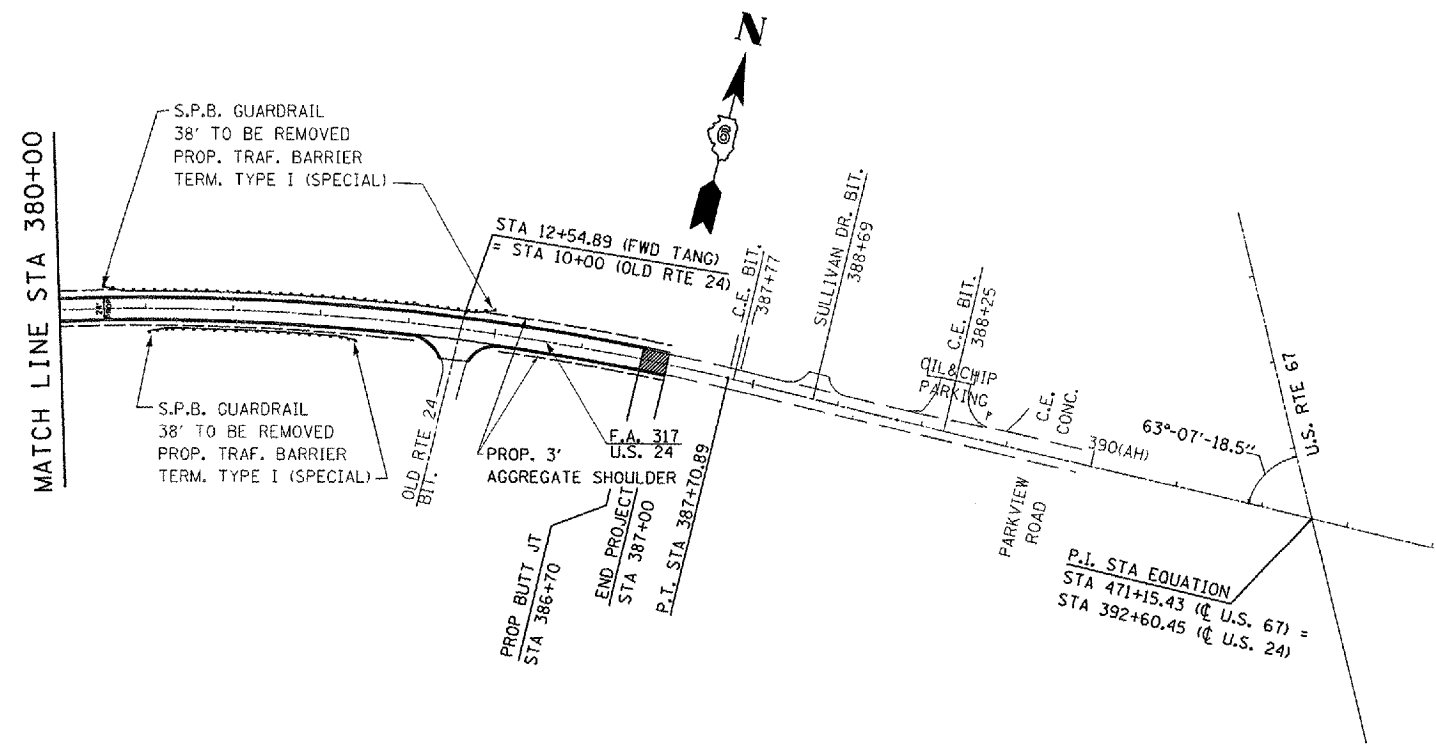 N
S.P.B. GUARDRAIL
38' TO BE REMOVED
PROP. TRAF. BARRIER
TERM. TYPE I (SPECIAL)
MATCH LINE STA 380+00
STA 12+54.89 (FWD TANG)
= STA 10+00 (OLD RTE 24)
C.E. BIT.
387+77
SULLIVAN DR. BIT.
388+69
C.E. BIT.
388+25
OIL & CHIP
PARKING
C.E.
CONC.
390(AH)
63°-07'-18.5"
U.S. RTE 67
S.P.B. GUARDRAIL
38' TO BE REMOVED
PROP. TRAF. BARRIER
TERM. TYPE I (SPECIAL)
OLD RTE 24
BIT.
PROP. 3'
AGGREGATE SHOULDER
F.A. 317
U.S. 24
PROP BUTT JT
STA 386+70
END PROJECT
STA 387+00
P.T. STA 387+70.89
PARKVIEW
ROAD
P.I. STA EQUATION
STA 471+15.43 (℄ U.S. 67) =
STA 392+60.45 (℄ U.S. 24)